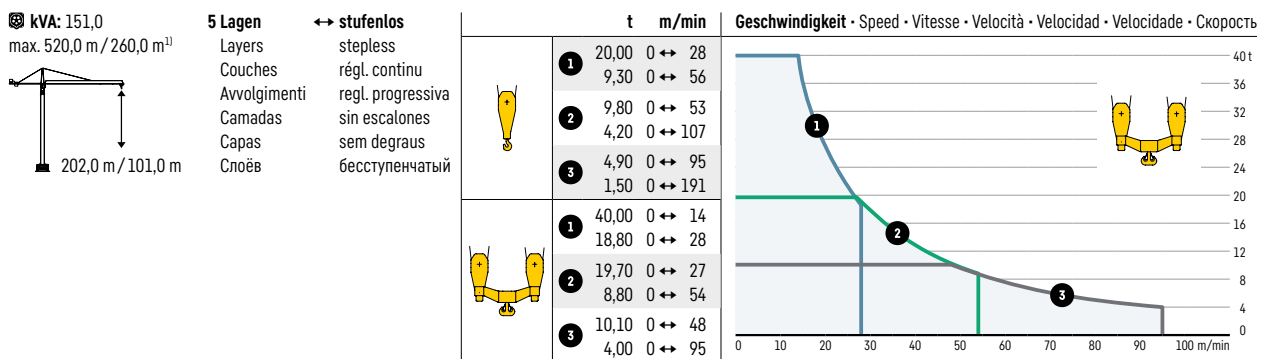 kVA: 151,0
max. 520,0 m / 260,0 m¹⁾
202,0 m / 101,0 m
5 Lagen ↔ stufenlos
Layers stepless
Couches régl. continu
Avvolgimenti regl. progressiva
Camadas sin escalones
Capas sem degraus
Слоёв бесступенчатый
t m/min
1 20,00 0 ↔ 28
9,30 0 ↔ 56
2 9,80 0 ↔ 53
4,20 0 ↔ 107
3 4,90 0 ↔ 95
1,50 0 ↔ 191
1 40,00 0 ↔ 14
18,80 0 ↔ 28
2 19,70 0 ↔ 27
8,80 0 ↔ 54
3 10,10 0 ↔ 48
4,00 0 ↔ 95
Geschwindigkeit · Speed · Vitesse · Velocità · Velocidad · Velocidade · Скорость
40 t
36
32
28
24
20
16
12
8
4
0
1
2
3
0 10 20 30 40 50 60 70 80 90 100 m/min